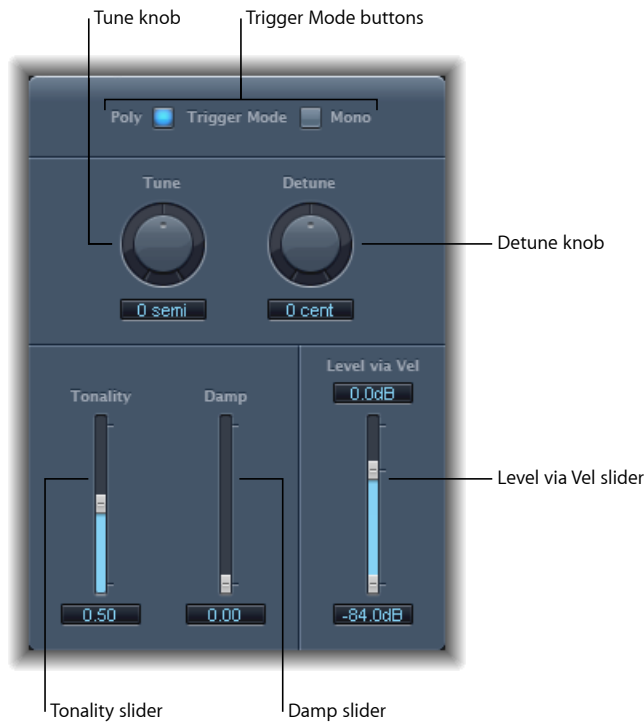 Tune knob
Trigger Mode buttons
Poly
Trigger Mode
Mono
Tune
Detune
Detune knob
0 semi
0 cent
Level via Vel
0.0dB
Tonality
Damp
Level via Vel slider
0.50
0.00
-84.0dB
Tonality slider
Damp slider